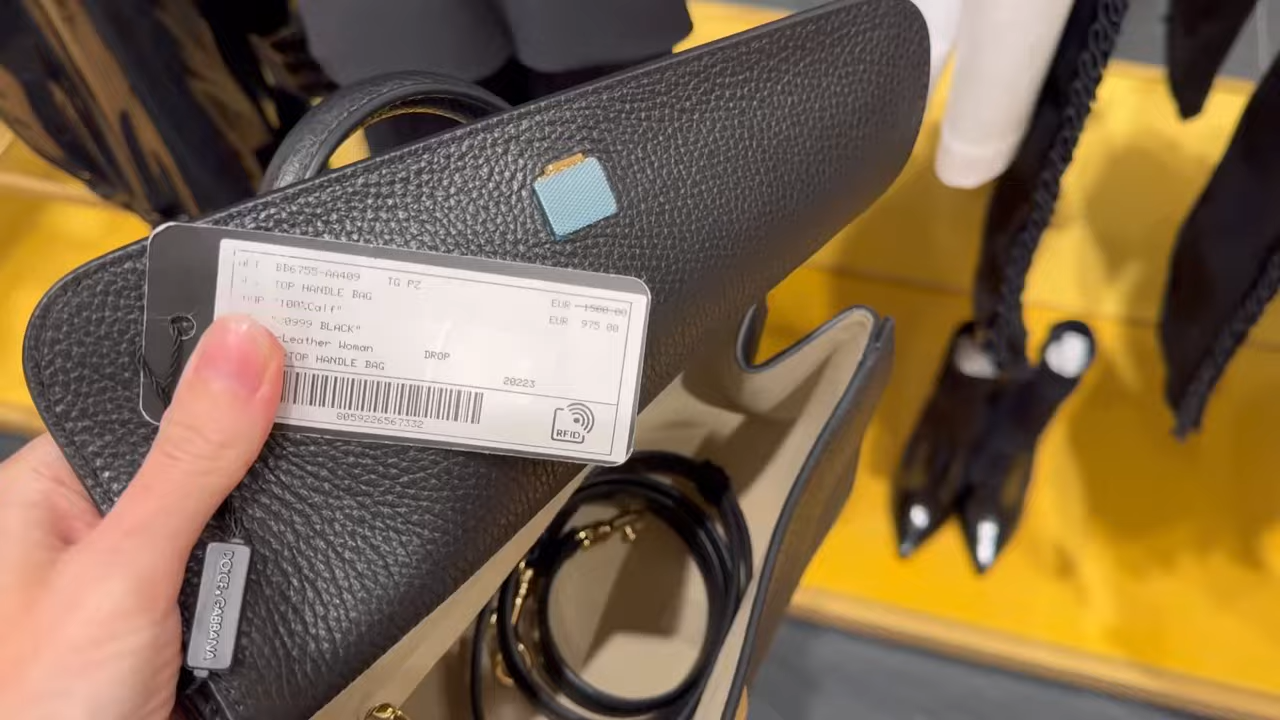 BB6755-AA409 TG PZ
TOP HANDLE BAG
EUR 1500.00
"100%Calf"
EUR 975.00
0999 BLACK"
Leather Woman
DROP
TOP HANDLE BAG
20223
8059226567332
RFID
DOLCE & GABBANA